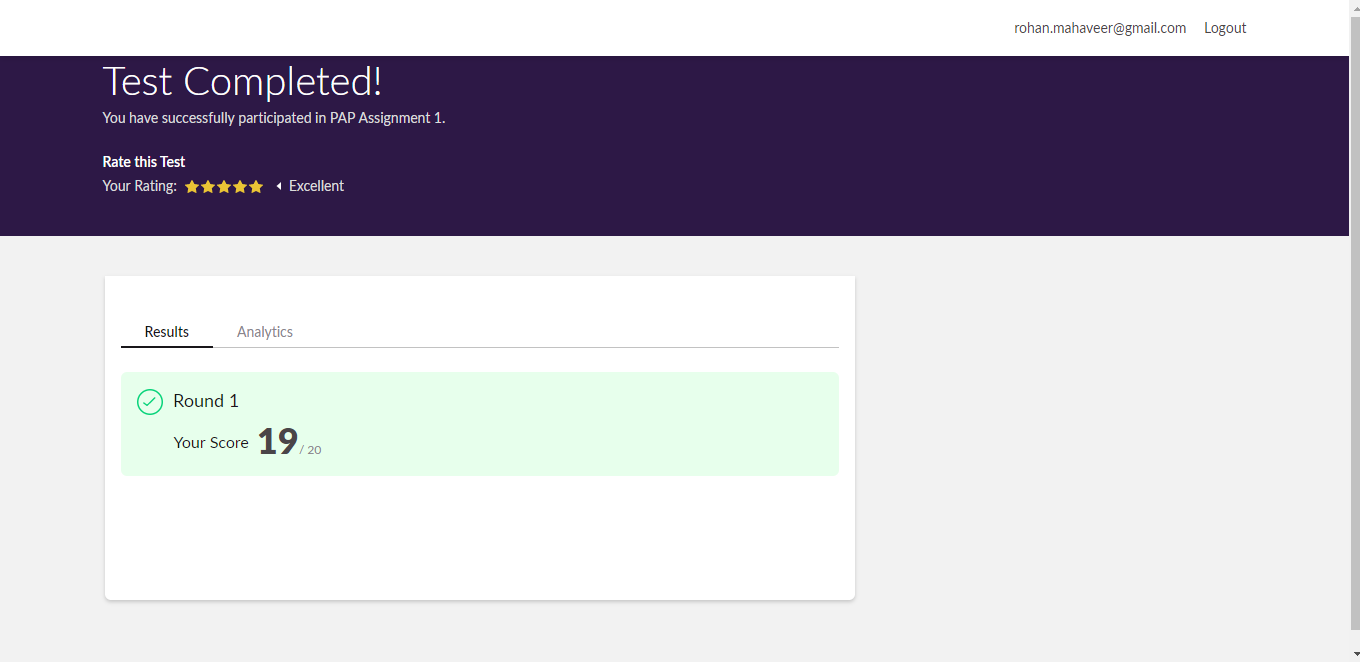 rohan.mahaveer@gmail.com Logout
Test Completed!
You have successfully participated in PAP Assignment 1.
Rate this Test
Your Rating: Excellent
Results Analytics
Round 1
Your Score 19 / 20